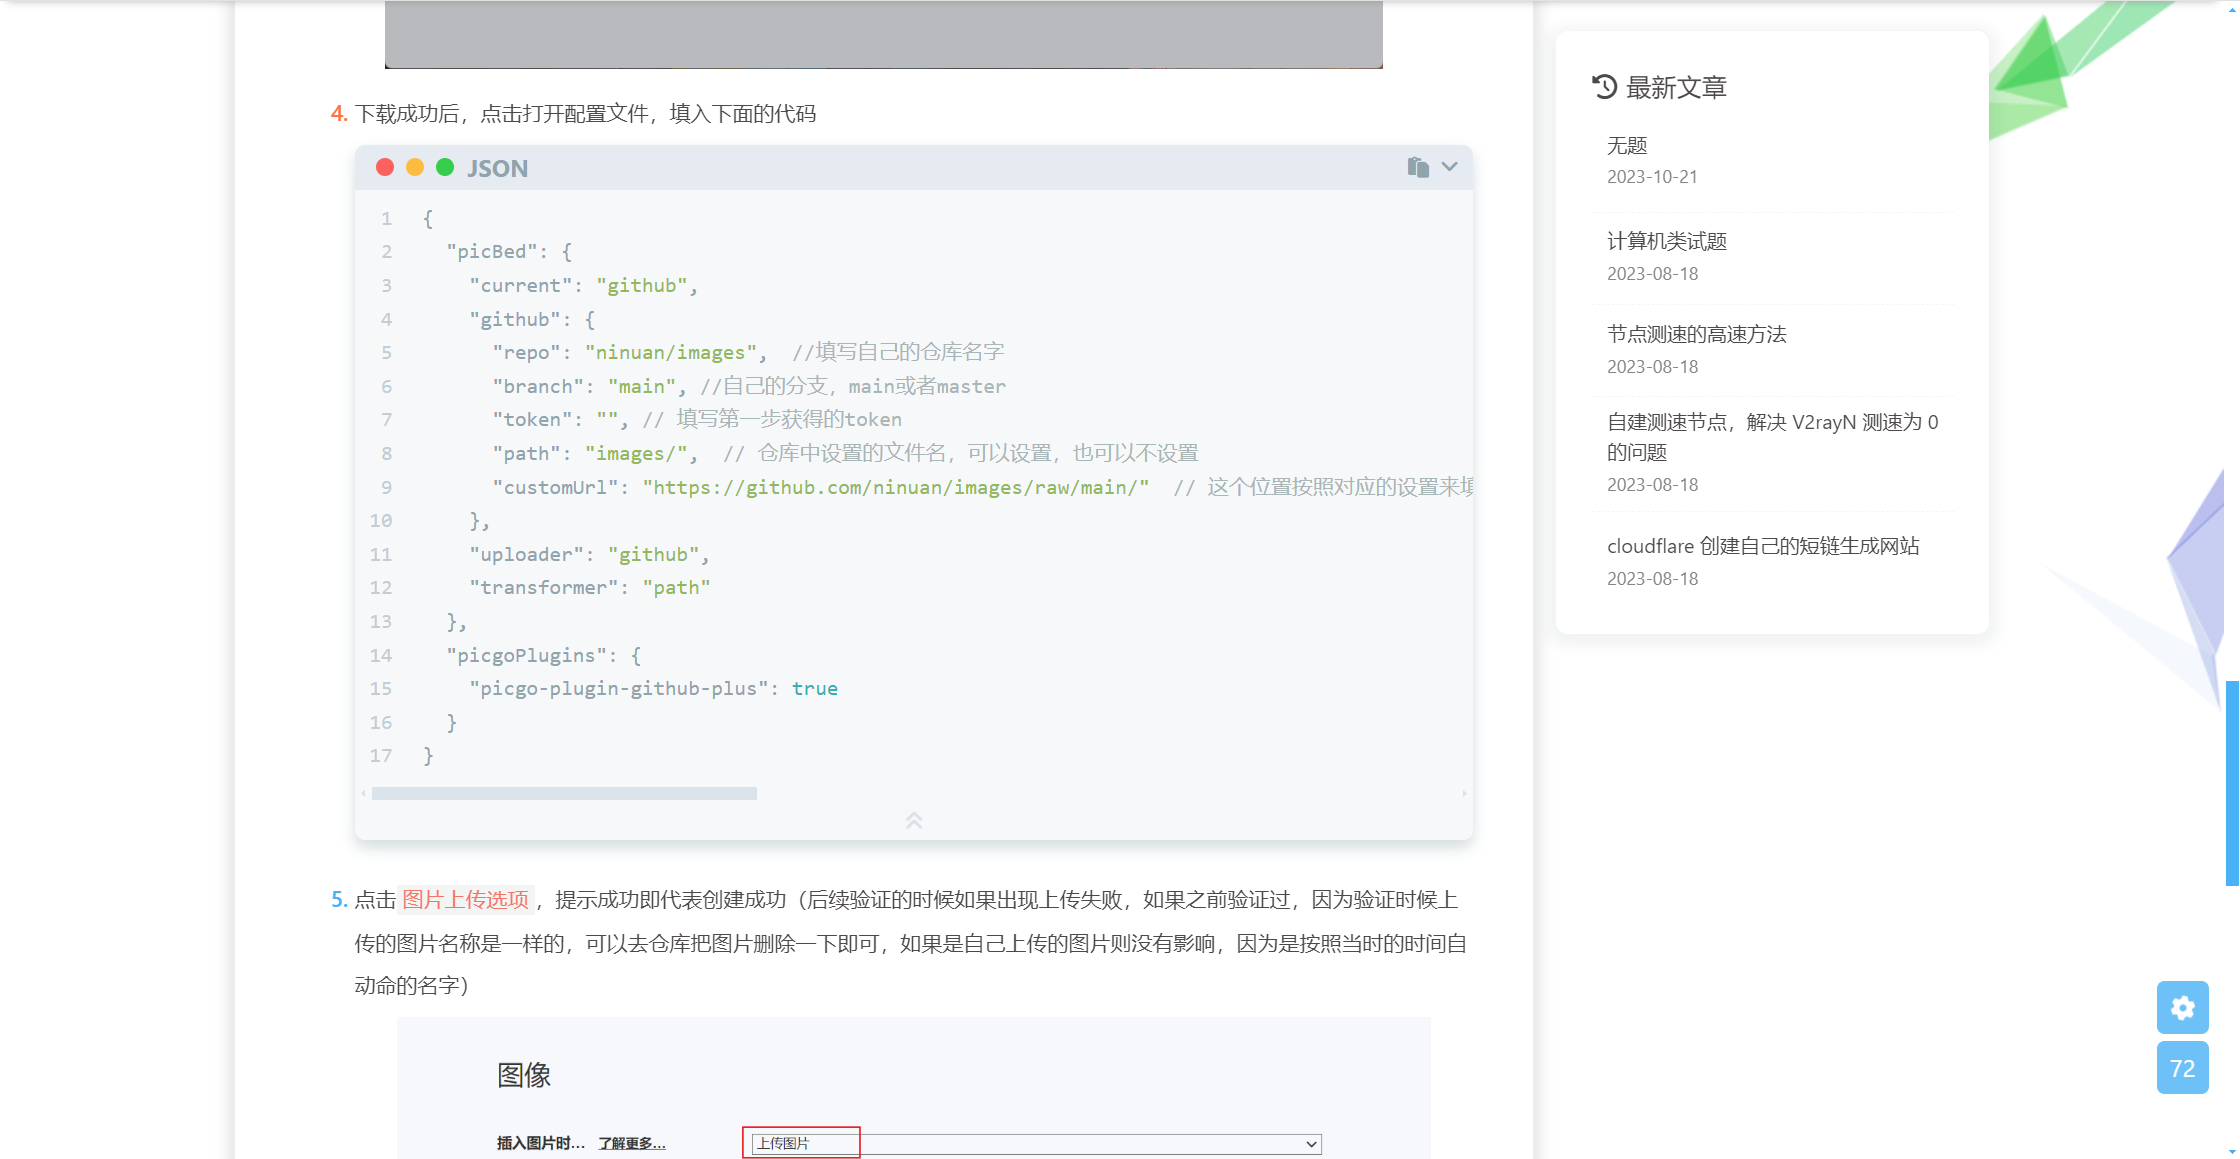 4. 下载成功后，点击打开配置文件，填入下面的代码
JSON
1 {
2 "picBed": {
3 "current": "github",
4 "github": {
5 "repo": "ninuan/images", //填写自己的仓库名字
6 "branch": "main", //自己的分支，main或者master
7 "token": "", // 填写第一步获得的token
8 "path": "images/", // 仓库中设置的文件名，可以设置，也可以不设置
9 "customUrl": "https://github.com/ninuan/images/raw/main/" // 这个位置按照对应的设置来填
10 },
11 "uploader": "github",
12 "transformer": "path"
13 },
14 "picgoPlugins": {
15 "picgo-plugin-github-plus": true
16 }
17 }
5. 点击 图片上传选项 ，提示成功即代表创建成功（后续验证的时候如果出现上传失败，如果之前验证过，因为验证时候上
传的图片名称是一样的，可以去仓库把图片删除一下即可，如果是自己上传的图片则没有影响，因为是按照当时的时间自
动命的名字）
图像
插入图片时... 了解更多... 上传图片
最新文章
无题
2023-10-21
计算机类试题
2023-08-18
节点测速的高速方法
2023-08-18
自建测速节点，解决 V2rayN 测速为 0
的问题
2023-08-18
cloudflare 创建自己的短链生成网站
2023-08-18
72